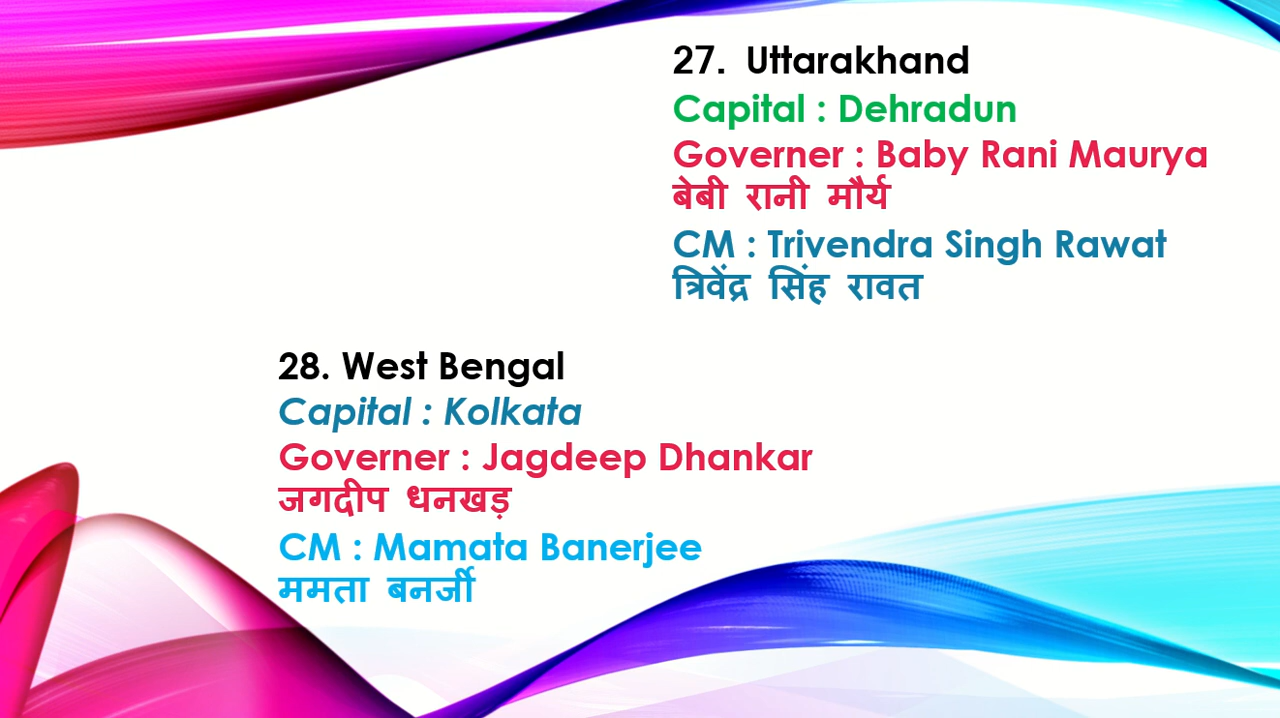 27. Uttarakhand
Capital : Dehradun
Governer : Baby Rani Maurya
बेबी रानी मौर्य
CM : Trivendra Singh Rawat
त्रिवेंद्र सिंह रावत
28. West Bengal
Capital : Kolkata
Governer : Jagdeep Dhankar
जगदीप धनखड़
CM : Mamata Banerjee
ममता बनर्जी